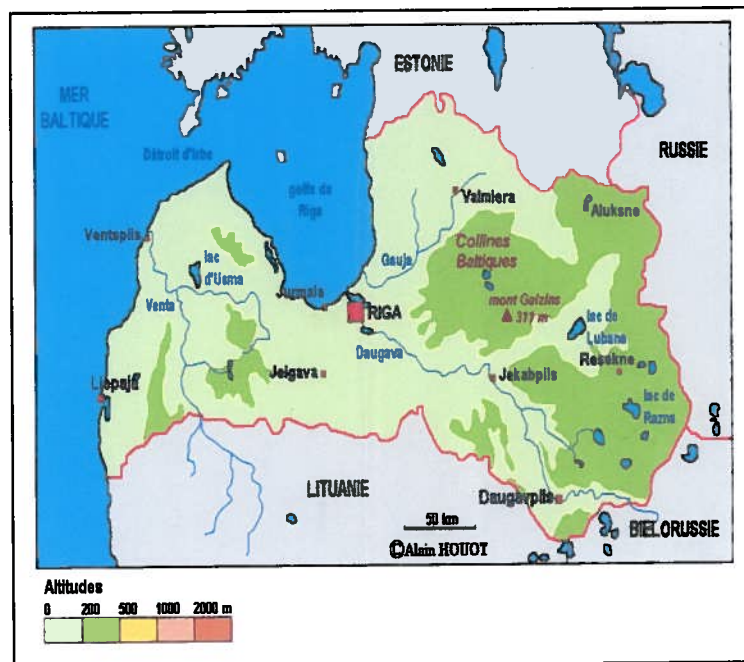 ESTONIE
MER
BALTIQUE
RUSSIE
Détroit d'Irbe
golfe de
Riga
Valmiera
Aluksne
Ventspils
Collines
Baltiques
Gauja
lac
d'Usma
mont Gaizins
311 m
Venta
Jurmala
RIGA
lac de
Lubana
Daugava
Resekne
Jelgava
Jekabpils
Liepaja
lac de
Razna
LITUANIE
Daugavpils
50 km
BIELORUSSIE
©Alain HOUOT
Altitudes
0 200 500 1000 2000 m